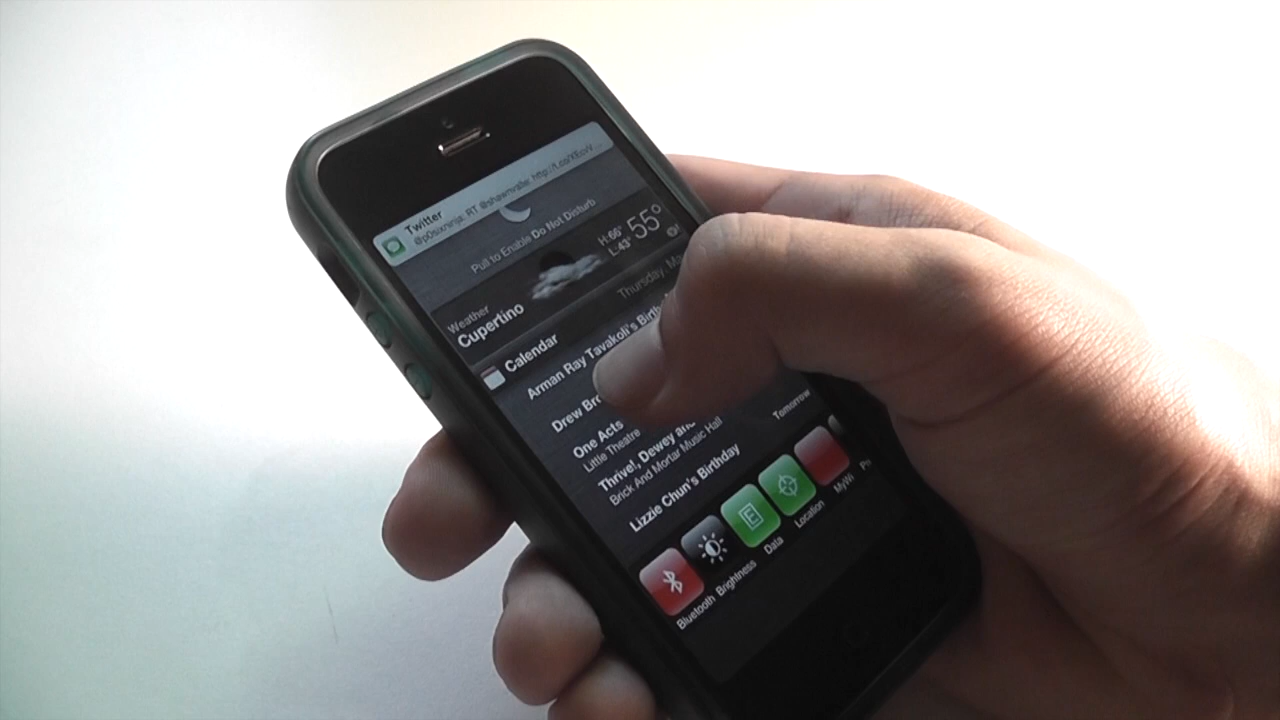 Twitter
@p0sixninja: RT @shawnvalle: http://t.co/XEioV...
Pull to Enable Do Not Disturb
Weather
Cupertino
H:66°
L:43°
55°
Calendar
Thursday, Ma
Arman Ray Tavakoli's Birth
Drew Bro
One Acts
Little Theatre
Thrive!, Dewey and
Brick And Mortar Music Hall
Tomorrow
Lizzie Chun's Birthday
E
Bluetooth
Brightness
Data
Location
MyWi